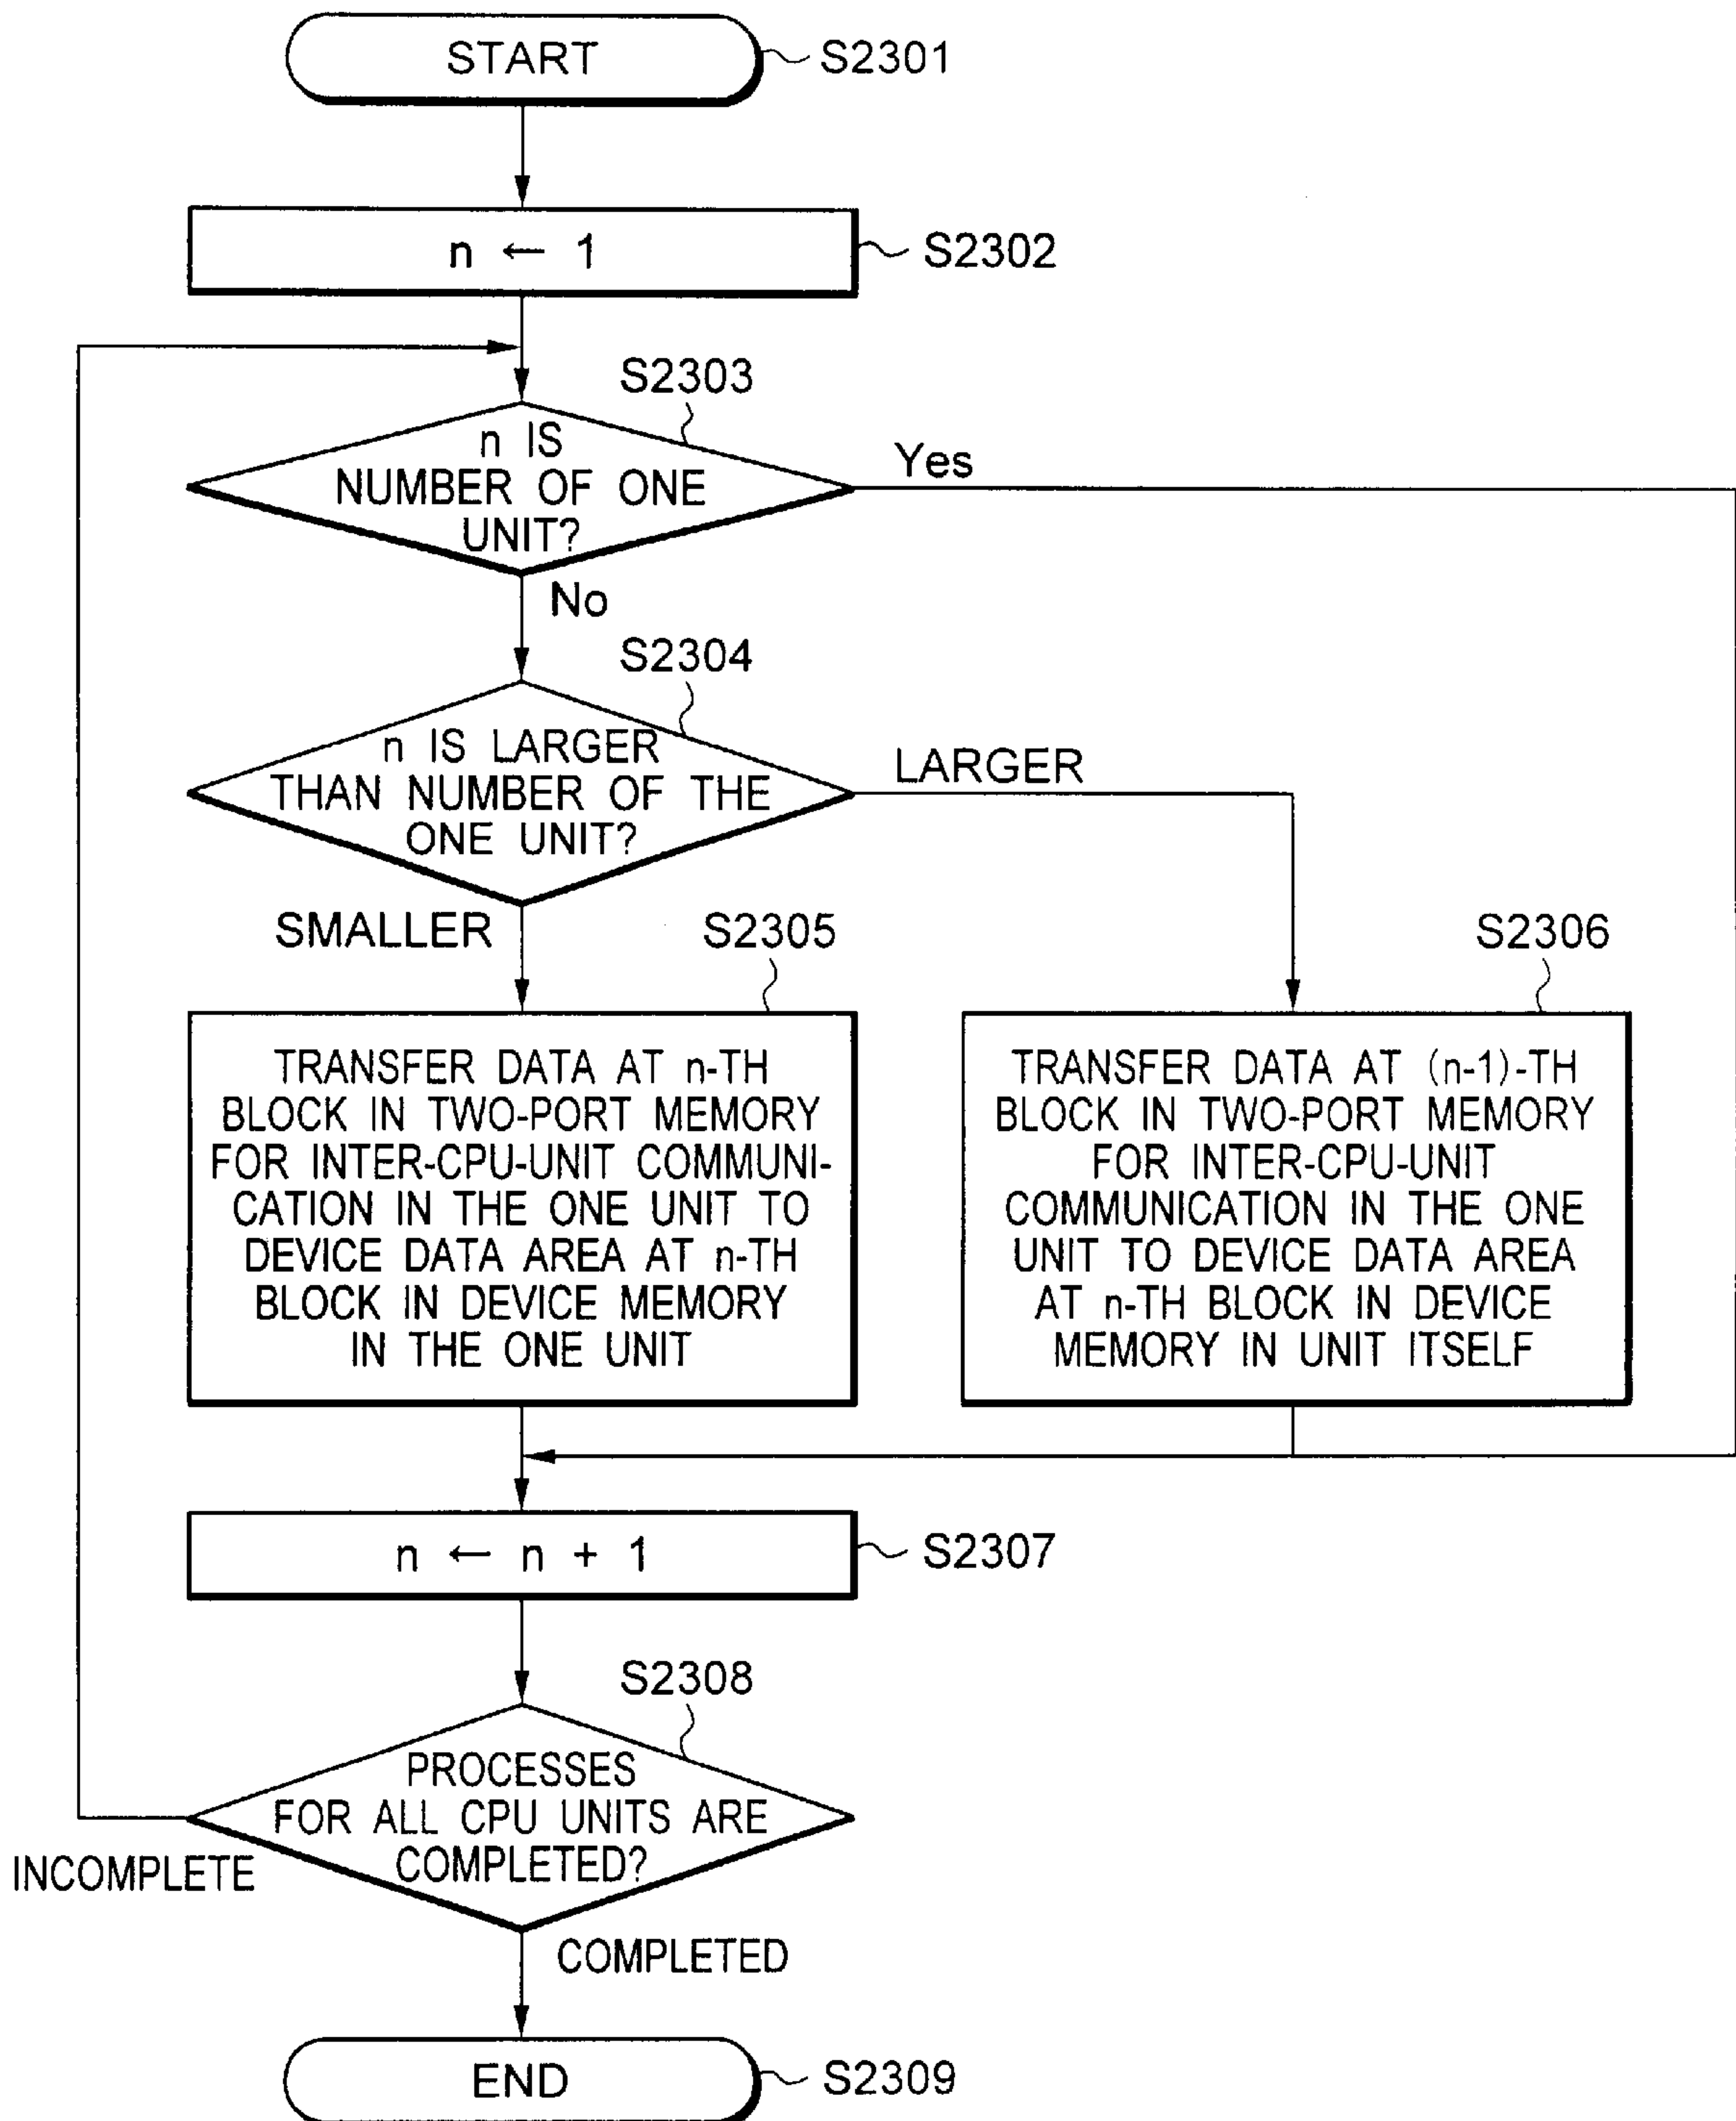 START
S2301
n ← 1
S2302
S2303
n IS
NUMBER OF ONE
UNIT?
Yes
No
S2304
n IS LARGER
THAN NUMBER OF THE
ONE UNIT?
LARGER
SMALLER
S2305
TRANSFER DATA AT n-TH
BLOCK IN TWO-PORT MEMORY
FOR INTER-CPU-UNIT COMMUNI-
CATION IN THE ONE UNIT TO
DEVICE DATA AREA AT n-TH
BLOCK IN DEVICE MEMORY
IN THE ONE UNIT
S2306
TRANSFER DATA AT (n-1)-TH
BLOCK IN TWO-PORT MEMORY
FOR INTER-CPU-UNIT
COMMUNICATION IN THE ONE
UNIT TO DEVICE DATA AREA
AT n-TH BLOCK IN DEVICE
MEMORY IN UNIT ITSELF
n ← n + 1
S2307
S2308
PROCESSES
FOR ALL CPU UNITS ARE
COMPLETED?
INCOMPLETE
COMPLETED
END
S2309